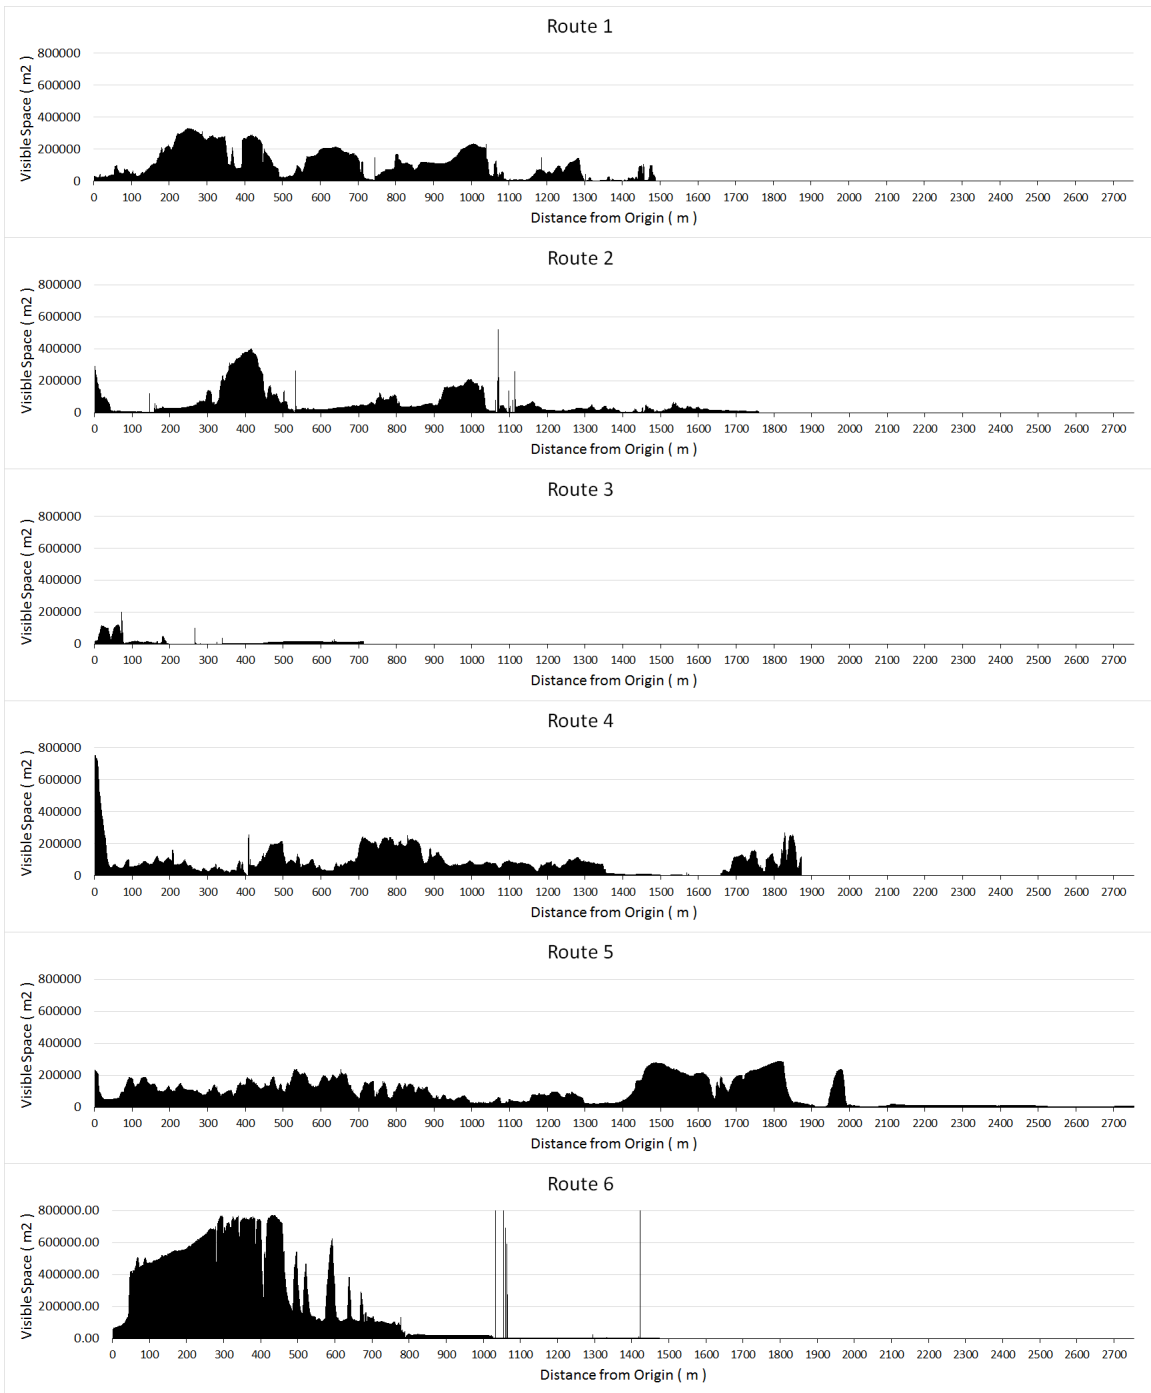 Route 1
Visible Space ( m2 )
800000
600000
400000
200000
0
0 100 200 300 400 500 600 700 800 900 1000 1100 1200 1300 1400 1500 1600 1700 1800 1900 2000 2100 2200 2300 2400 2500 2600 2700
Distance from Origin ( m )
Route 2
Visible Space ( m2 )
800000
600000
400000
200000
0
0 100 200 300 400 500 600 700 800 900 1000 1100 1200 1300 1400 1500 1600 1700 1800 1900 2000 2100 2200 2300 2400 2500 2600 2700
Distance from Origin ( m )
Route 3
Visible Space ( m2 )
800000
600000
400000
200000
0
0 100 200 300 400 500 600 700 800 900 1000 1100 1200 1300 1400 1500 1600 1700 1800 1900 2000 2100 2200 2300 2400 2500 2600 2700
Distance from Origin ( m )
Route 4
Visible Space ( m2 )
800000
600000
400000
200000
0
0 100 200 300 400 500 600 700 800 900 1000 1100 1200 1300 1400 1500 1600 1700 1800 1900 2000 2100 2200 2300 2400 2500 2600 2700
Distance from Origin ( m )
Route 5
Visible Space ( m2 )
800000
600000
400000
200000
0
0 100 200 300 400 500 600 700 800 900 1000 1100 1200 1300 1400 1500 1600 1700 1800 1900 2000 2100 2200 2300 2400 2500 2600 2700
Distance from Origin ( m )
Route 6
Visible Space ( m2 )
800000.00
600000.00
400000.00
200000.00
0.00
0 100 200 300 400 500 600 700 800 900 1000 1100 1200 1300 1400 1500 1600 1700 1800 1900 2000 2100 2200 2300 2400 2500 2600 2700
Distance from Origin ( m )